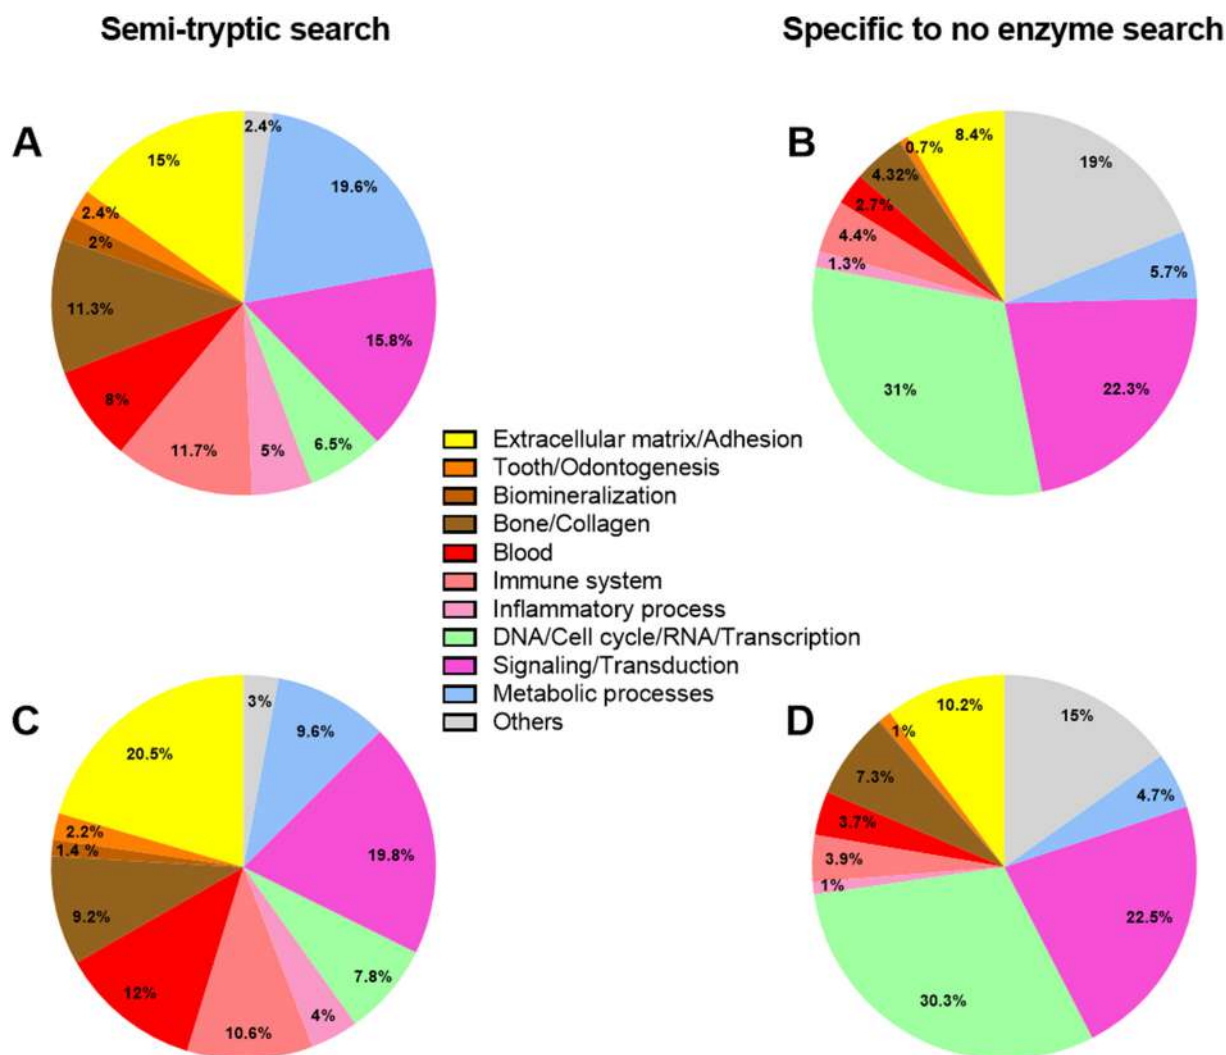 Semi-tryptic search
Specific to no enzyme search
A
2.4%
15%
19.6%
2.4%
2%
11.3%
15.8%
8%
11.7%
5%
6.5%
B
0.7%
8.4%
19%
4.32%
2.7%
4.4%
1.3%
5.7%
31%
22.3%
Extracellular matrix/Adhesion
Tooth/Odontogenesis
Biomineralization
Bone/Collagen
Blood
Immune system
Inflammatory process
DNA/Cell cycle/RNA/Transcription
Signaling/Transduction
Metabolic processes
Others
C
3%
9.6%
20.5%
2.2%
1.4 %
19.8%
9.2%
12%
10.6%
4%
7.8%
D
10.2%
15%
1%
7.3%
4.7%
3.7%
3.9%
1%
22.5%
30.3%